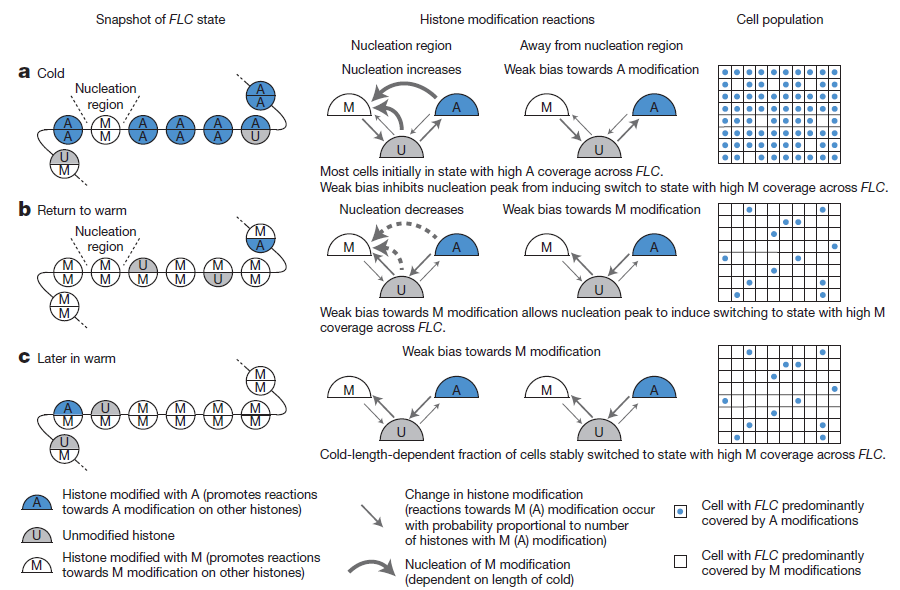 Snapshot of FLC state
Histone modification reactions
Cell population
Nucleation region
Away from nucleation region
a Cold
Nucleation
region
A
A
M
M
A
A
A
A
A
A
A
U
A
A
U
M
Nucleation increases
M
A
U
Weak bias towards A modification
M
A
U
Most cells initially in state with high A coverage across FLC.
Weak bias inhibits nucleation peak from inducing switch to state with high M coverage across FLC.
b Return to warm
Nucleation
region
M
M
M
M
U
M
M
M
M
U
M
M
M
A
M
M
Nucleation decreases
M
A
U
Weak bias towards M modification
M
A
U
Weak bias towards M modification allows nucleation peak to induce switching to state with high M
coverage across FLC.
c Later in warm
A
M
U
M
M
M
M
M
M
M
M
M
M
M
U
M
Weak bias towards M modification
M
A
U
M
A
U
Cold-length-dependent fraction of cells stably switched to state with high M coverage across FLC.
A
Histone modified with A (promotes reactions
towards A modification on other histones)
U
Unmodified histone
M
Histone modified with M (promotes reactions
towards M modification on other histones)
Change in histone modification
(reactions towards M (A) modification occur
with probability proportional to number
of histones with M (A) modification)
Nucleation of M modification
(dependent on length of cold)
Cell with FLC predominantly
covered by A modifications
Cell with FLC predominantly
covered by M modifications